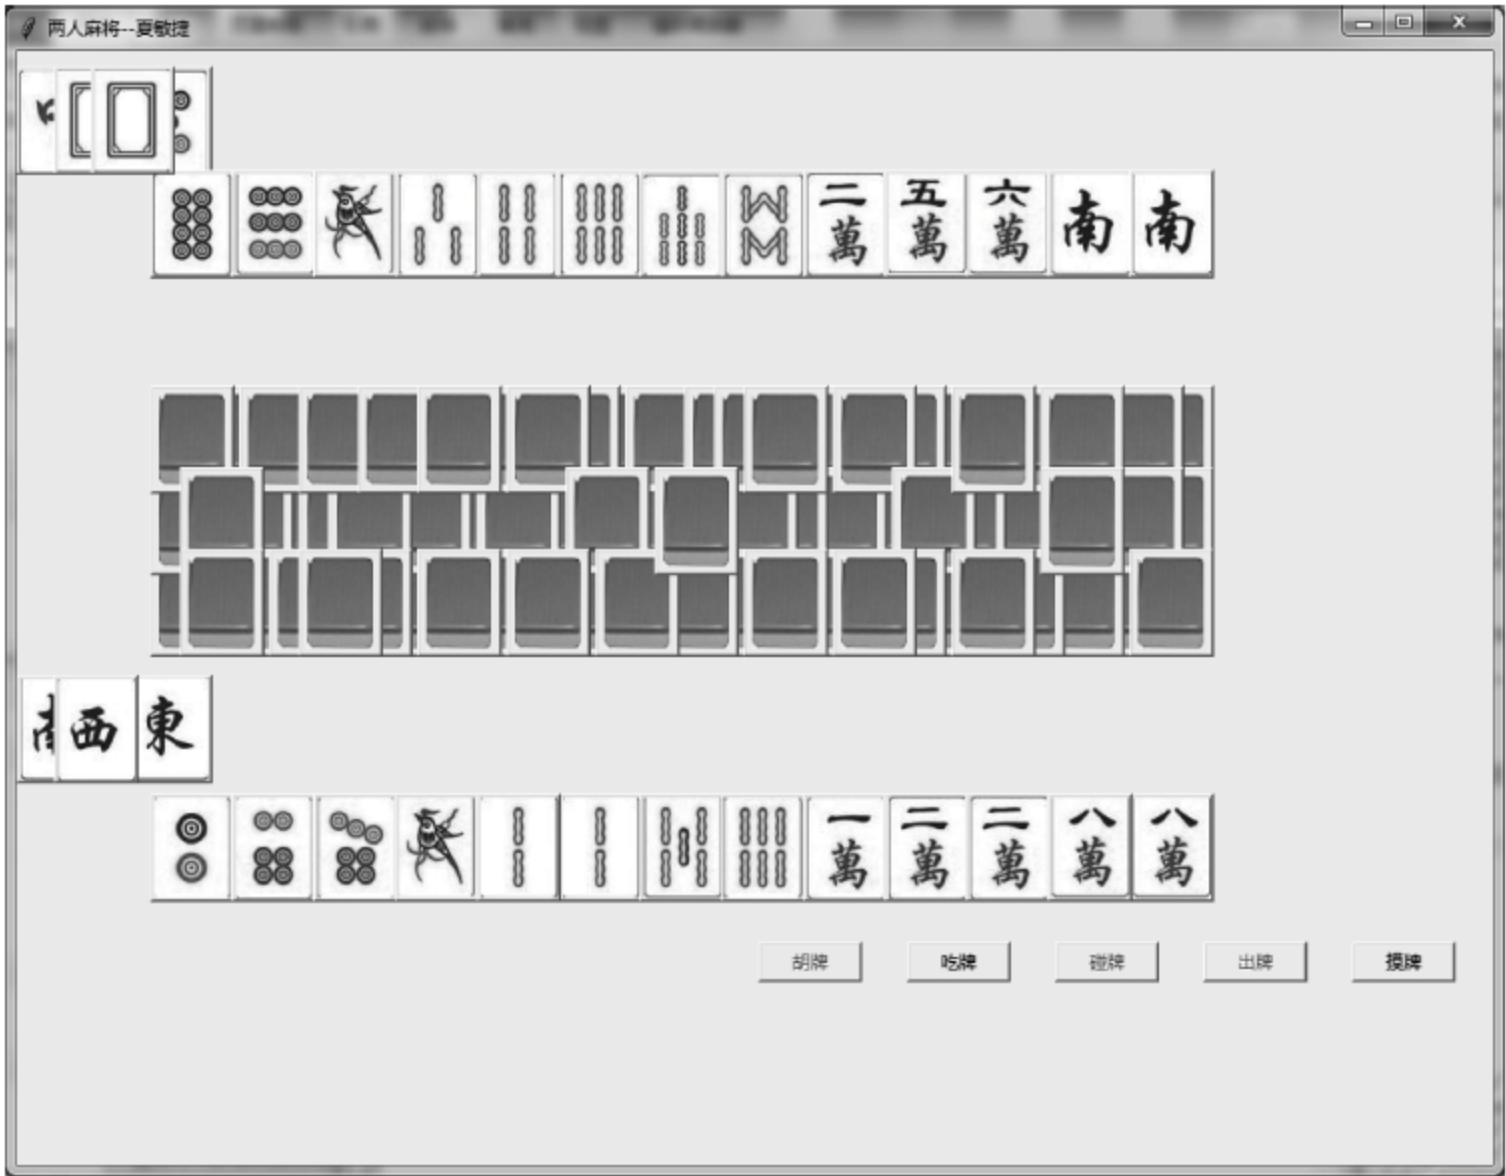 两人麻将--夏敏捷
二萬 五萬 六萬 南 南
西 東
一萬 二萬 二萬 八萬 八萬
胡牌 吃牌 碰牌 出牌 摸牌